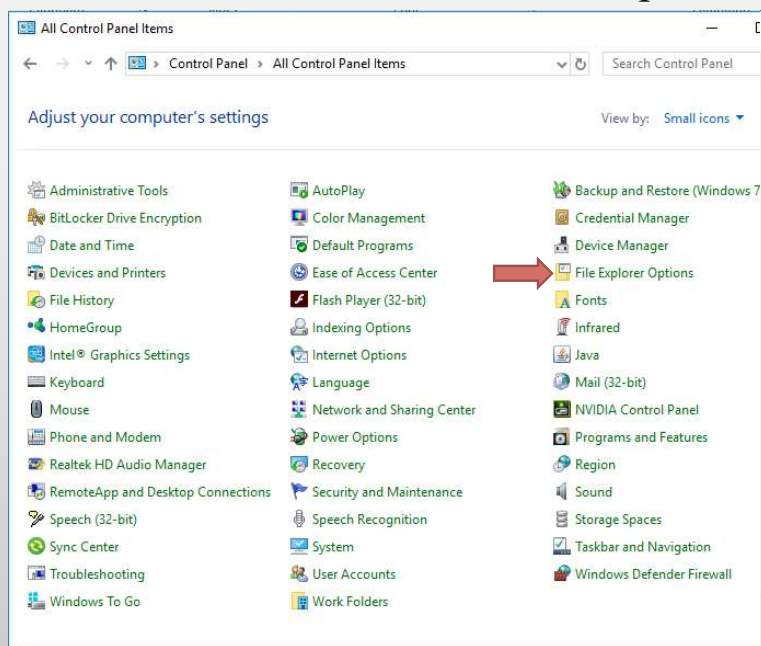 All Control Panel Items
Control Panel > All Control Panel Items
Search Control Panel
Adjust your computer's settings
View by: Small icons
Administrative Tools
AutoPlay
Backup and Restore (Windows 7
BitLocker Drive Encryption
Color Management
Credential Manager
Date and Time
Default Programs
Device Manager
Devices and Printers
Ease of Access Center
File Explorer Options
File History
Flash Player (32-bit)
Fonts
HomeGroup
Indexing Options
Infrared
Intel® Graphics Settings
Internet Options
Java
Keyboard
Language
Mail (32-bit)
Mouse
Network and Sharing Center
NVIDIA Control Panel
Phone and Modem
Power Options
Programs and Features
Realtek HD Audio Manager
Recovery
Region
RemoteApp and Desktop Connections
Security and Maintenance
Sound
Speech (32-bit)
Speech Recognition
Storage Spaces
Sync Center
System
Taskbar and Navigation
Troubleshooting
User Accounts
Windows Defender Firewall
Windows To Go
Work Folders